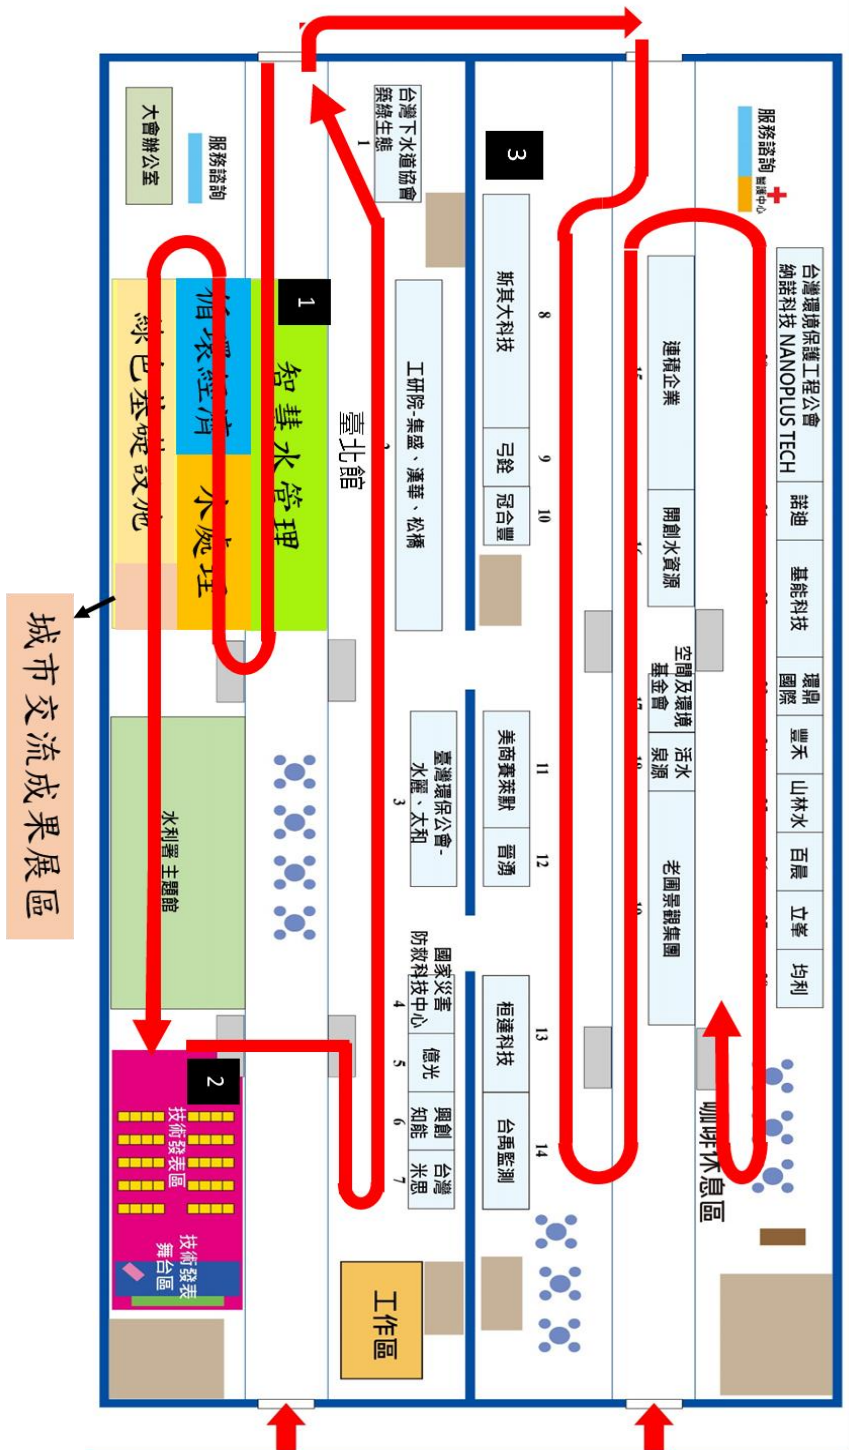 服務諮詢
醫護中心
台灣環境保護工程公會
納諾科技 NANOPLUS TECH
諾迪
基能科技
環鼎
國際
豐禾
山林水
百晨
立峯
均利
咖啡休息區
連積企業
開創水資源
空間及環境
基金會
活水
泉源
老圃景觀集團
3
8
9
10
11
12
13
14
斯其大科技
弓銓
冠合豐
美商賽萊默
晉湧
桓達科技
台禹監測
台灣下水道協會
築綠生態
1
工研院-集盛、漢華、松橋
臺灣環保公會-
水麗、太和
3
國家災害
防救科技中心
4
億光
5
興創
知能
6
台灣
米思
7
工作區
臺北館
1
智慧水管理
循環經濟
水處理
綠色基礎設施
服務諮詢
大會辦公室
水利署 主題館
2
技術發表區
技術發表
舞台區
城市交流成果展區